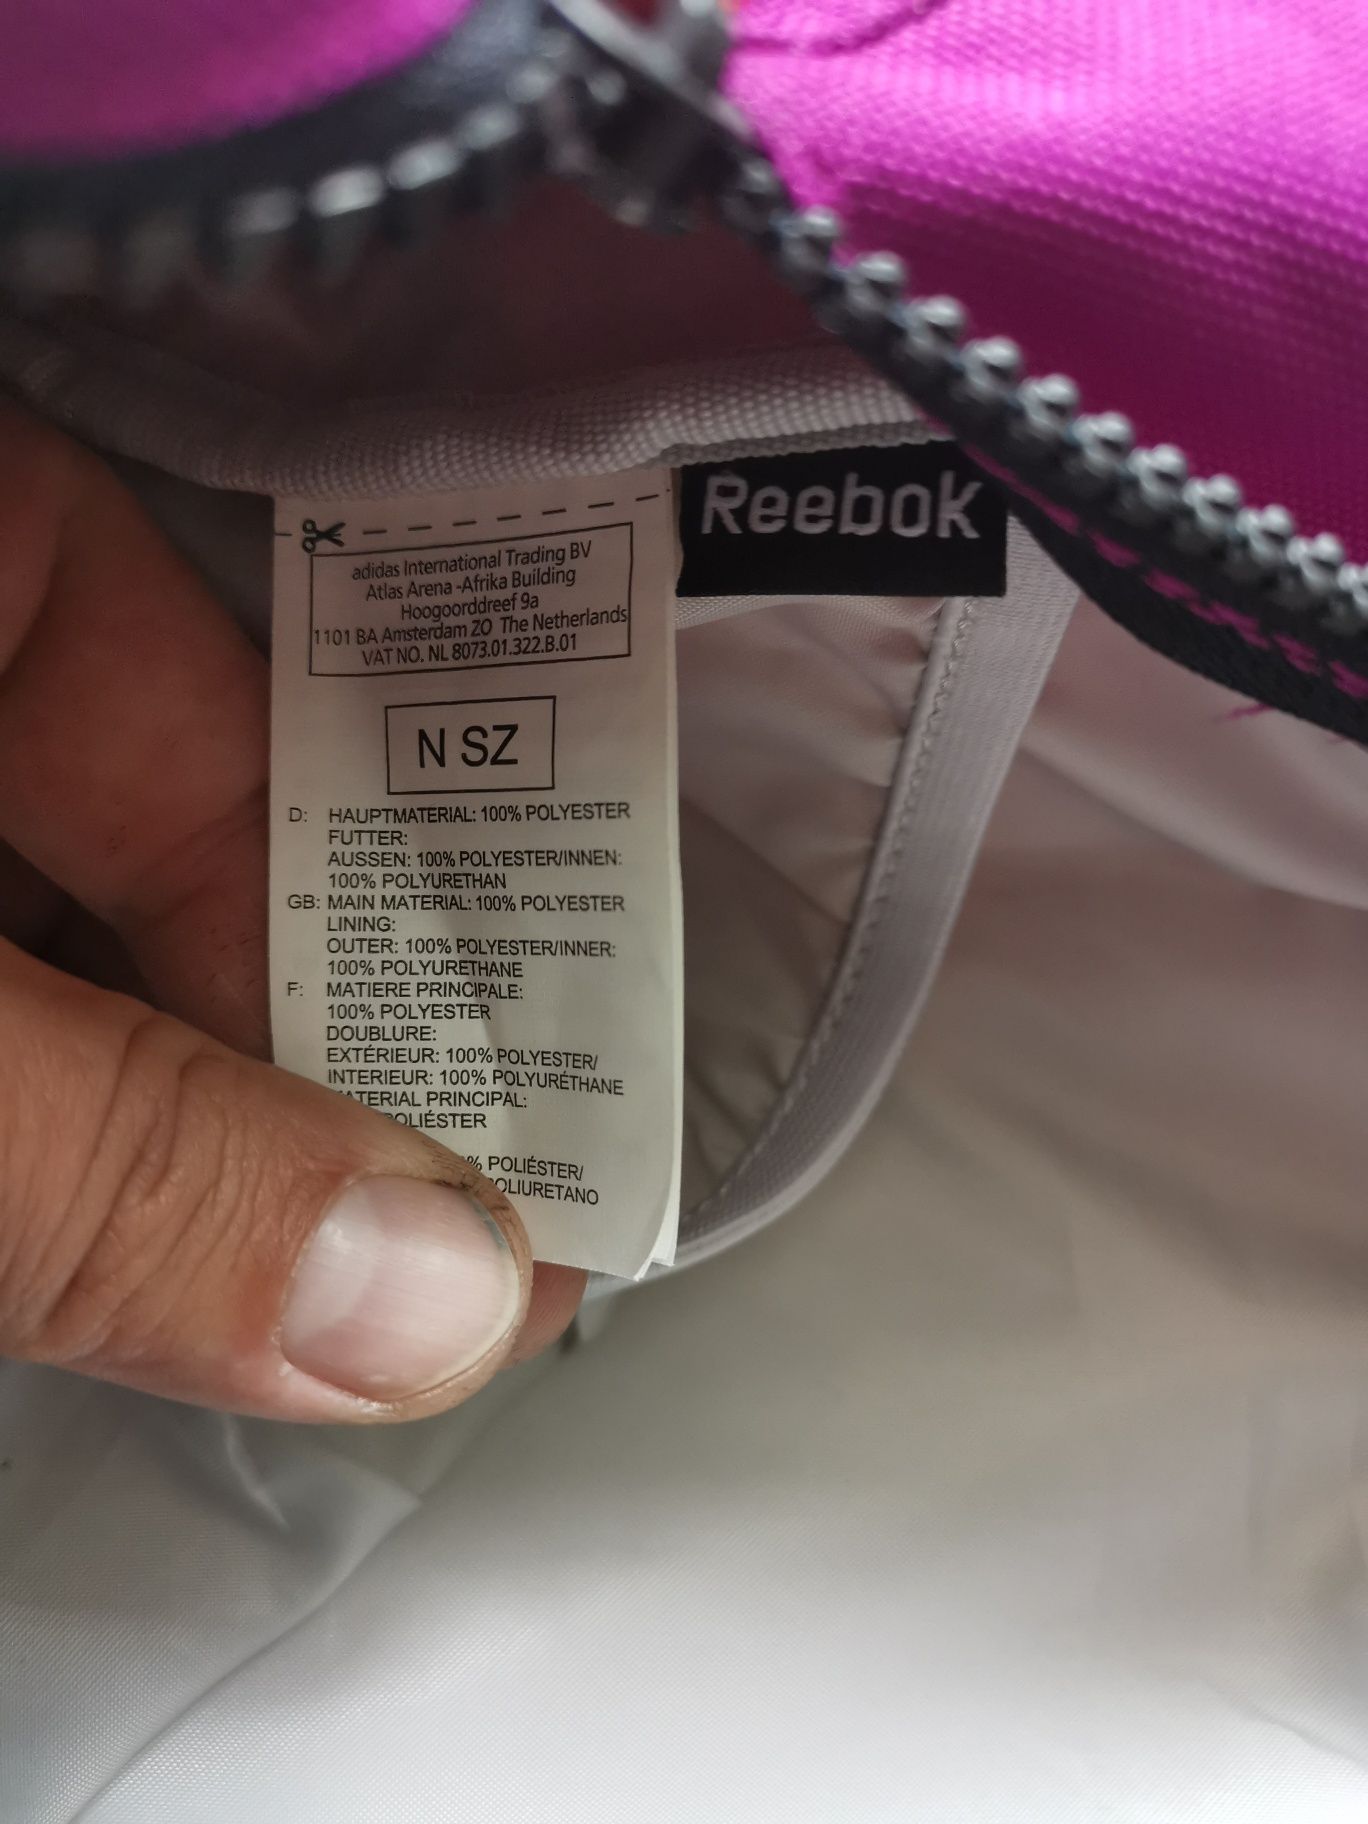 Reebok
adidas International Trading BV
Atlas Arena -Afrika Building
Hoogoorddreef 9a
1101 BA Amsterdam ZO The Netherlands
VAT NO. NL 8073.01.322.B.01
N SZ
D: HAUPTMATERIAL: 100% POLYESTER
FUTTER:
AUSSEN: 100% POLYESTER/INNEN:
100% POLYURETHAN
GB: MAIN MATERIAL: 100% POLYESTER
LINING:
OUTER: 100% POLYESTER/INNER:
100% POLYURETHANE
F: MATIERE PRINCIPALE:
100% POLYESTER
DOUBLURE:
EXTÉRIEUR: 100% POLYESTER/
INTERIEUR: 100% POLYURÉTHANE
PRINCIPAL:
% POLIÉSTER/